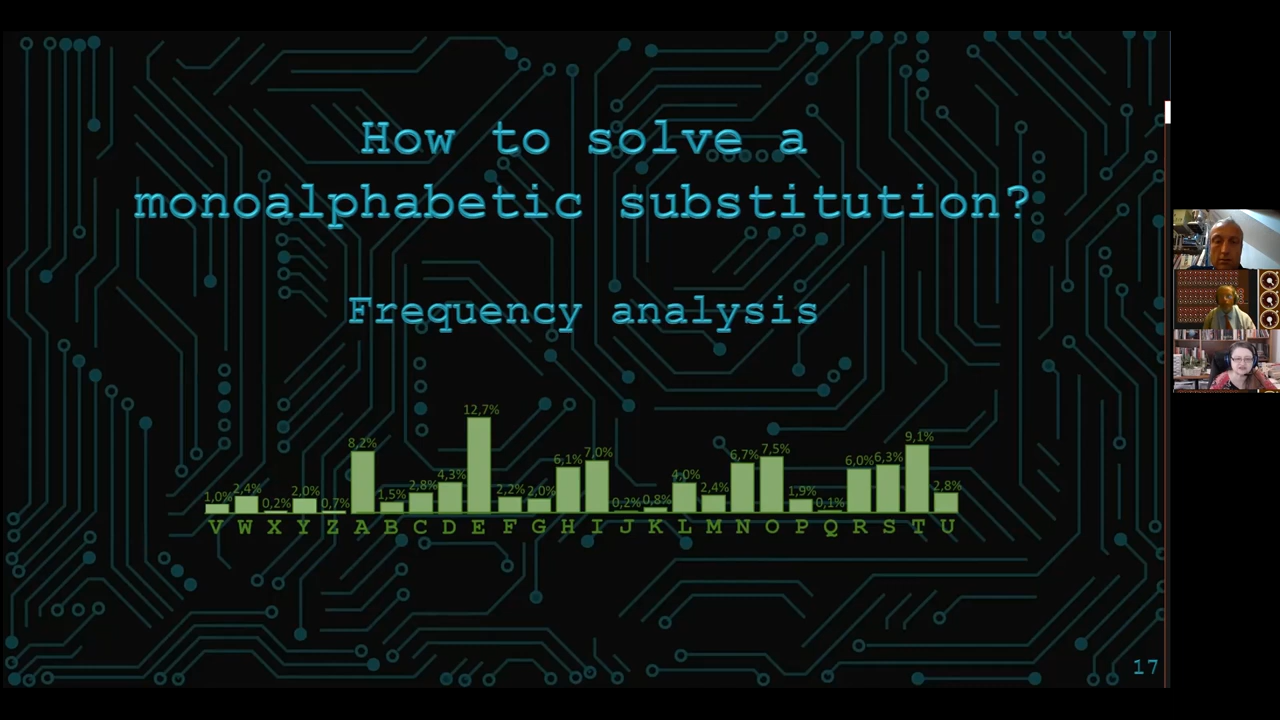 How to solve a
monoalphabetic substitution?
Frequency analysis
1,0% 2,4% 0,2% 2,0% 0,7% 8,2% 1,5% 2,8% 4,3% 12,7% 2,2% 2,0% 6,1% 7,0% 0,2% 0,8% 4,0% 2,4% 6,7% 7,5% 1,9% 0,1% 6,0% 6,3% 9,1% 2,8%
V W X Y Z A B C D E F G H I J K L M N O P Q R S T U
17